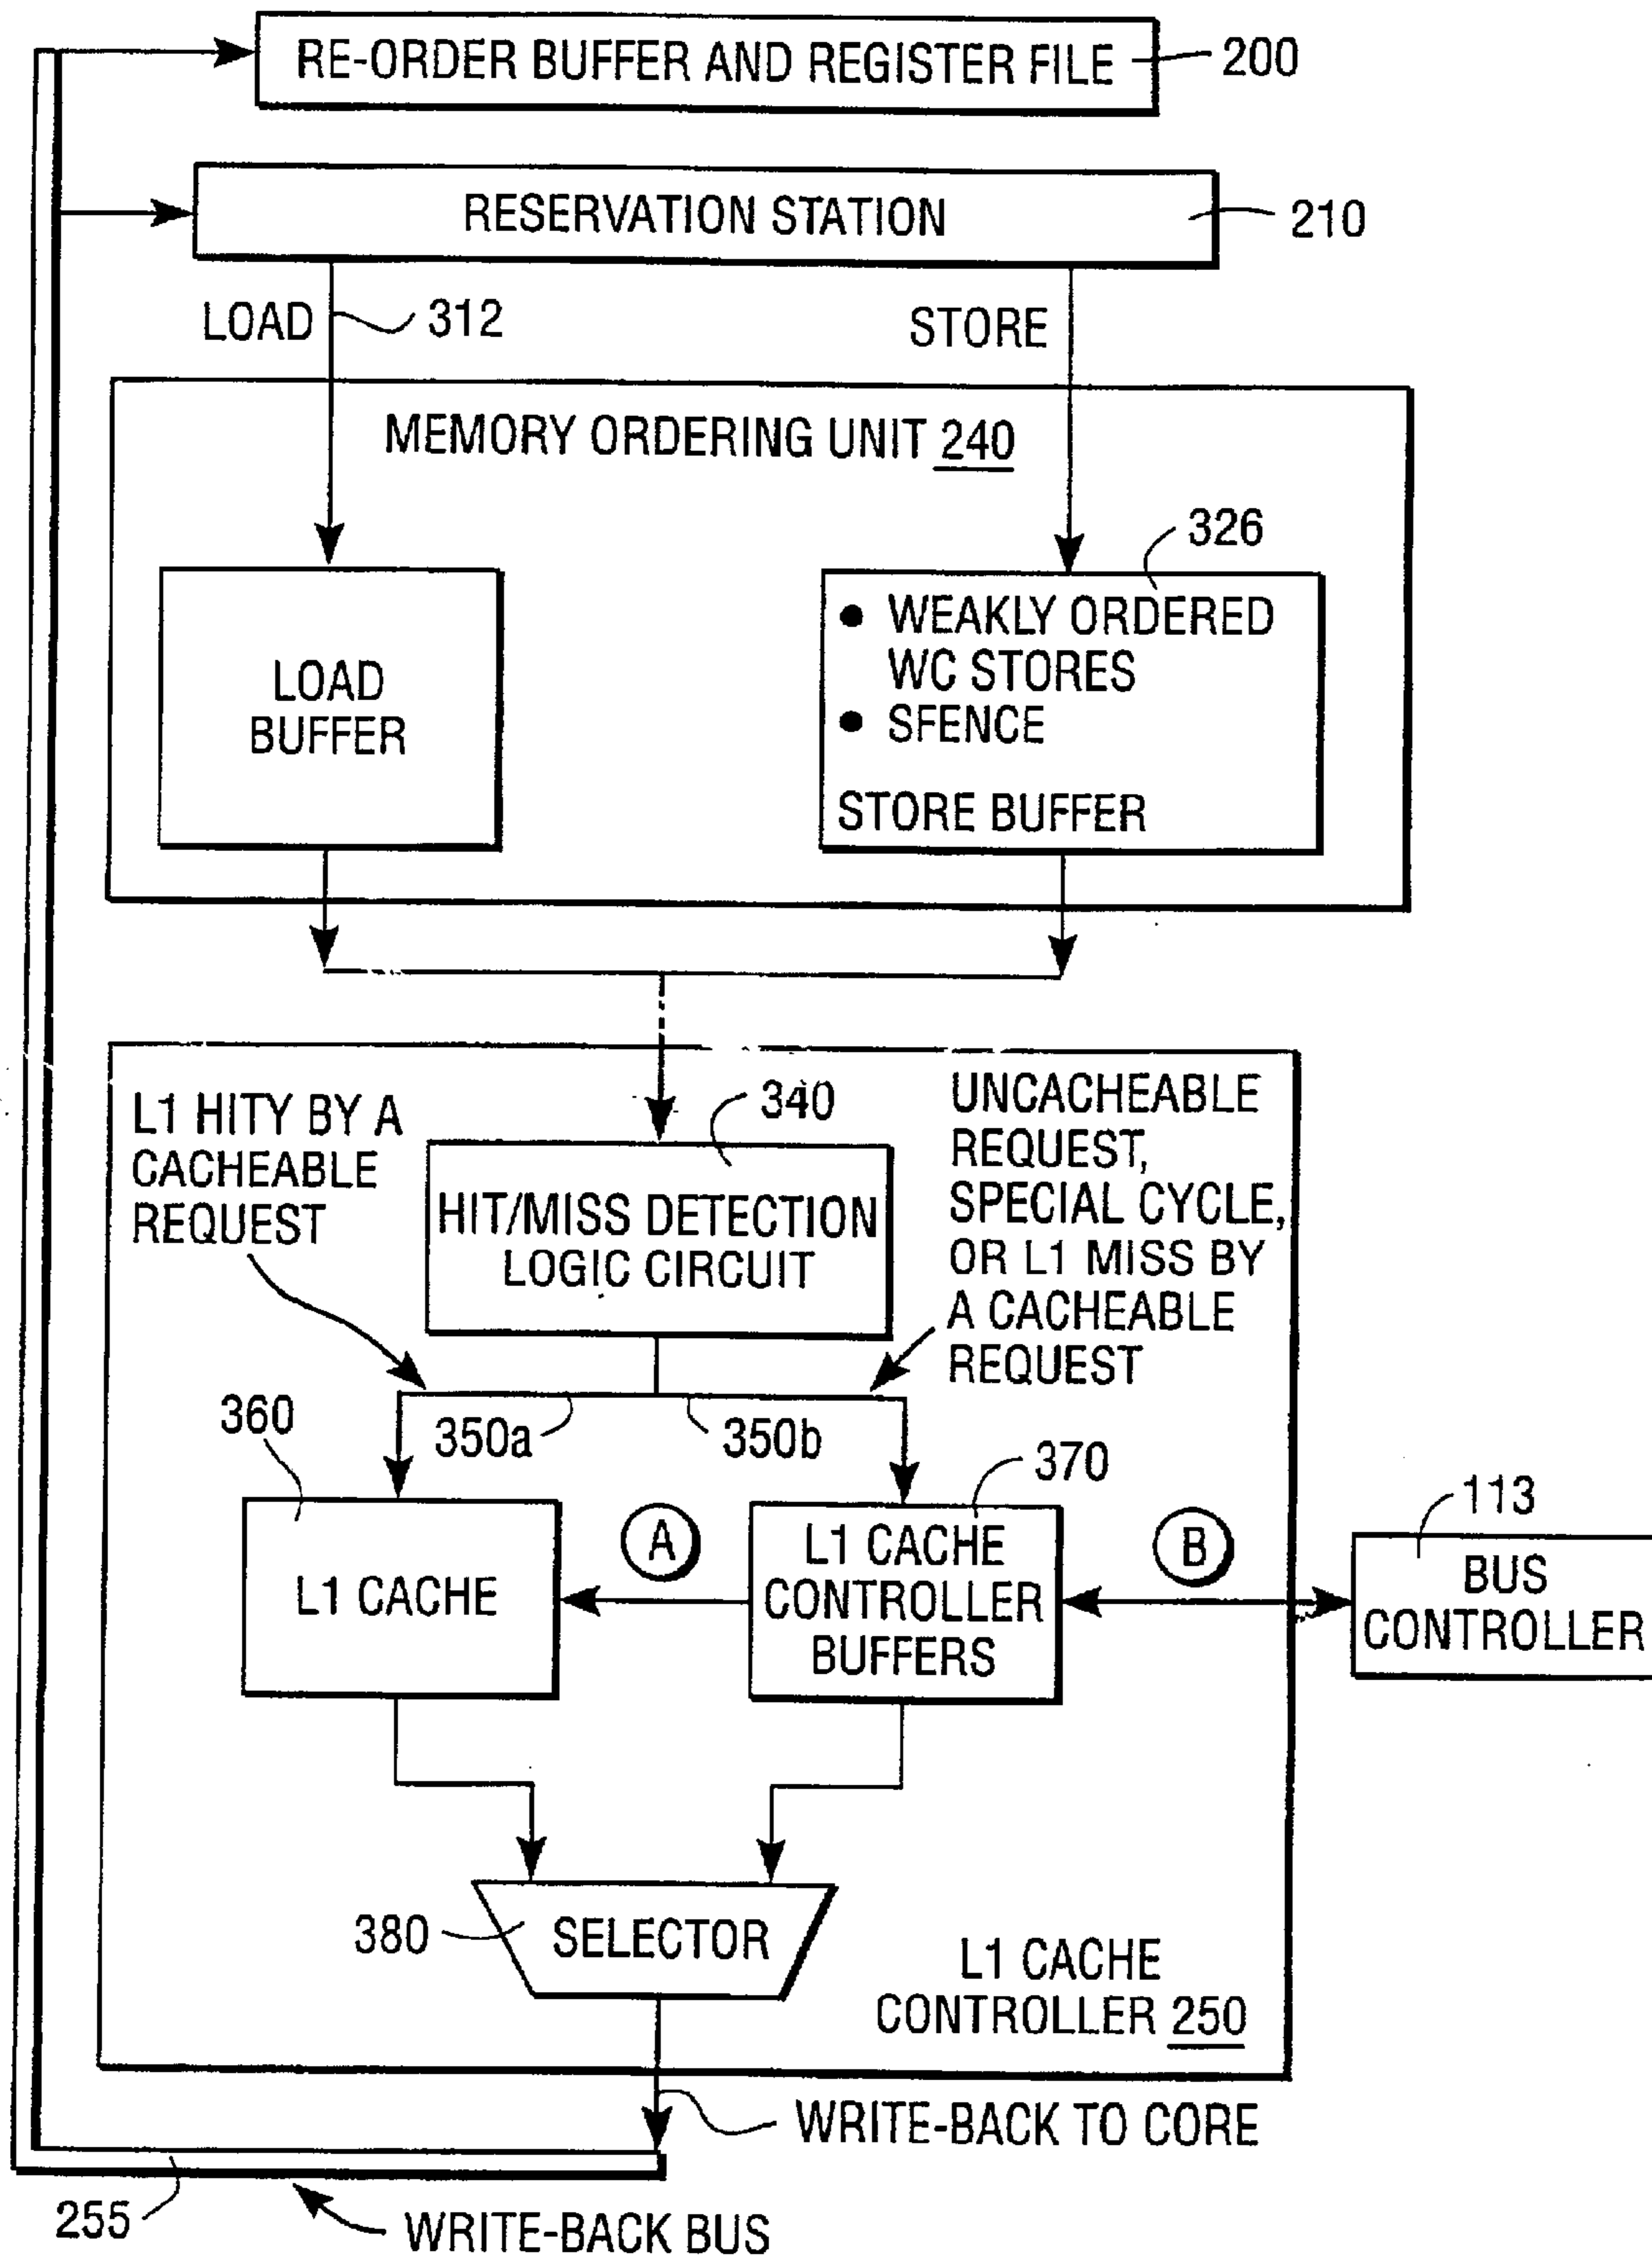 RE-ORDER BUFFER AND REGISTER FILE
200
RESERVATION STATION
210
LOAD
312
STORE
MEMORY ORDERING UNIT 240
326
LOAD
BUFFER
● WEAKLY ORDERED
WC STORES
● SFENCE
STORE BUFFER
L1 HITY BY A
CACHEABLE
REQUEST
340
UNCACHEABLE
REQUEST,
SPECIAL CYCLE,
OR L1 MISS BY
A CACHEABLE
REQUEST
HIT/MISS DETECTION
LOGIC CIRCUIT
360
350a
350b
370
113
L1 CACHE
A
L1 CACHE
CONTROLLER
BUFFERS
B
BUS
CONTROLLER
380
SELECTOR
L1 CACHE
CONTROLLER 250
WRITE-BACK TO CORE
255
WRITE-BACK BUS